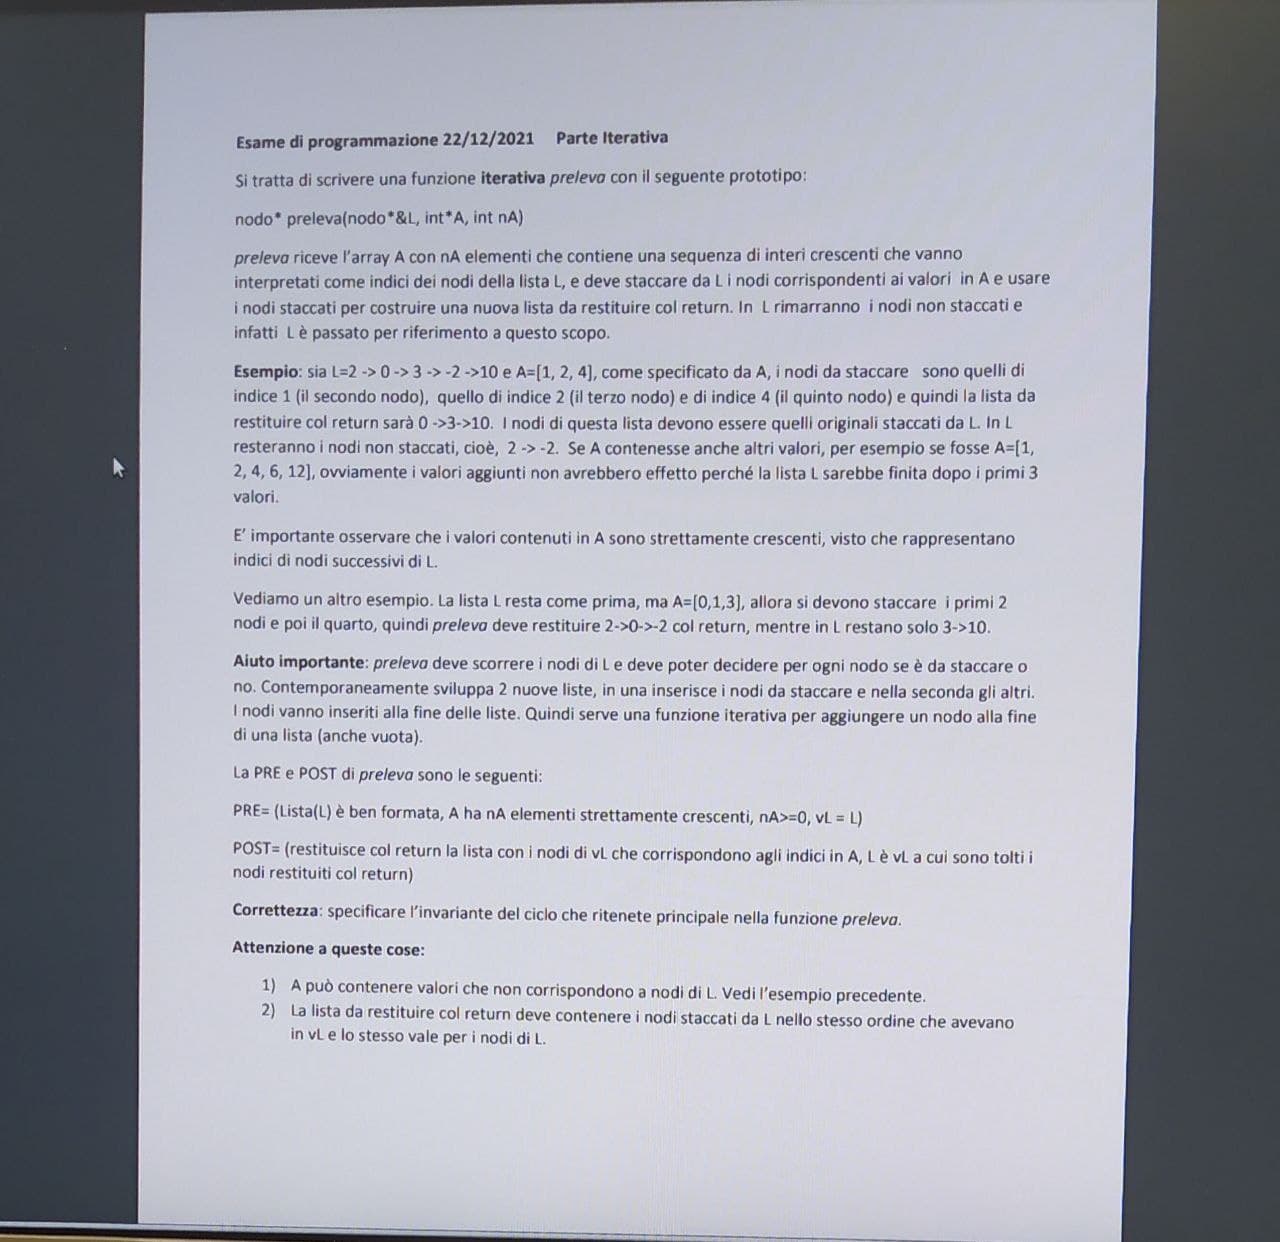 Esame di programmazione 22/12/2021 Parte Iterativa
Si tratta di scrivere una funzione iterativa preleva con il seguente prototipo:
nodo* preleva(nodo*&L, int*A, int nA)
preleva riceve l'array A con nA elementi che contiene una sequenza di interi crescenti che vanno
interpretati come indici dei nodi della lista L, e deve staccare da L i nodi corrispondenti ai valori in A e usare
i nodi staccati per costruire una nuova lista da restituire col return. In L rimarranno i nodi non staccati e
infatti L è passato per riferimento a questo scopo.
Esempio: sia L=2 -> 0 -> 3 -> -2 ->10 e A=[1, 2, 4], come specificato da A, i nodi da staccare sono quelli di
indice 1 (il secondo nodo), quello di indice 2 (il terzo nodo) e di indice 4 (il quinto nodo) e quindi la lista da
restituire col return sarà 0 ->3->10. I nodi di questa lista devono essere quelli originali staccati da L. In L
resteranno i nodi non staccati, cioè, 2 -> -2. Se A contenesse anche altri valori, per esempio se fosse A=[1,
2, 4, 6, 12], ovviamente i valori aggiunti non avrebbero effetto perché la lista L sarebbe finita dopo i primi 3
valori.
E' importante osservare che i valori contenuti in A sono strettamente crescenti, visto che rappresentano
indici di nodi successivi di L.
Vediamo un altro esempio. La lista L resta come prima, ma A=[0,1,3], allora si devono staccare i primi 2
nodi e poi il quarto, quindi preleva deve restituire 2->0->-2 col return, mentre in L restano solo 3->10.
Aiuto importante: preleva deve scorrere i nodi di L e deve poter decidere per ogni nodo se è da staccare o
no. Contemporaneamente sviluppa 2 nuove liste, in una inserisce i nodi da staccare e nella seconda gli altri.
I nodi vanno inseriti alla fine delle liste. Quindi serve una funzione iterativa per aggiungere un nodo alla fine
di una lista (anche vuota).
La PRE e POST di preleva sono le seguenti:
PRE= (Lista(L) è ben formata, A ha nA elementi strettamente crescenti, nA>=0, vL = L)
POST= (restituisce col return la lista con i nodi di vL che corrispondono agli indici in A, L è vL a cui sono tolti i
nodi restituiti col return)
Correttezza: specificare l'invariante del ciclo che ritenete principale nella funzione preleva.
Attenzione a queste cose:
1) A può contenere valori che non corrispondono a nodi di L. Vedi l'esempio precedente.
2) La lista da restituire col return deve contenere i nodi staccati da L nello stesso ordine che avevano
in vL e lo stesso vale per i nodi di L.